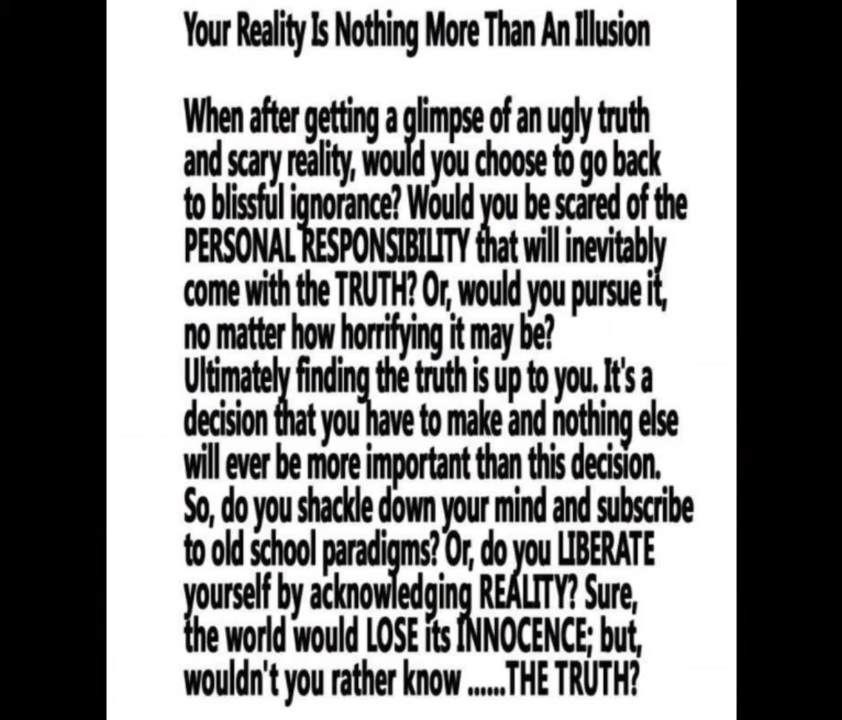 Your Reality Is Nothing More Than An Illusion
When after getting a glimpse of an ugly truth
and scary reality, would you choose to go back
to blissful ignorance? Would you be scared of the
PERSONAL RESPONSIBILITY that will inevitably
come with the TRUTH? Or, would you pursue it,
no matter how horrifying it may be?
Ultimately finding the truth is up to you. It's a
decision that you have to make and nothing else
will ever be more important than this decision.
So, do you shackle down your mind and subscribe
to old school paradigms? Or, do you LIBERATE
yourself by acknowledging REALITY? Sure,
the world would LOSE its INNOCENCE; but,
wouldn't you rather know ......THE TRUTH?